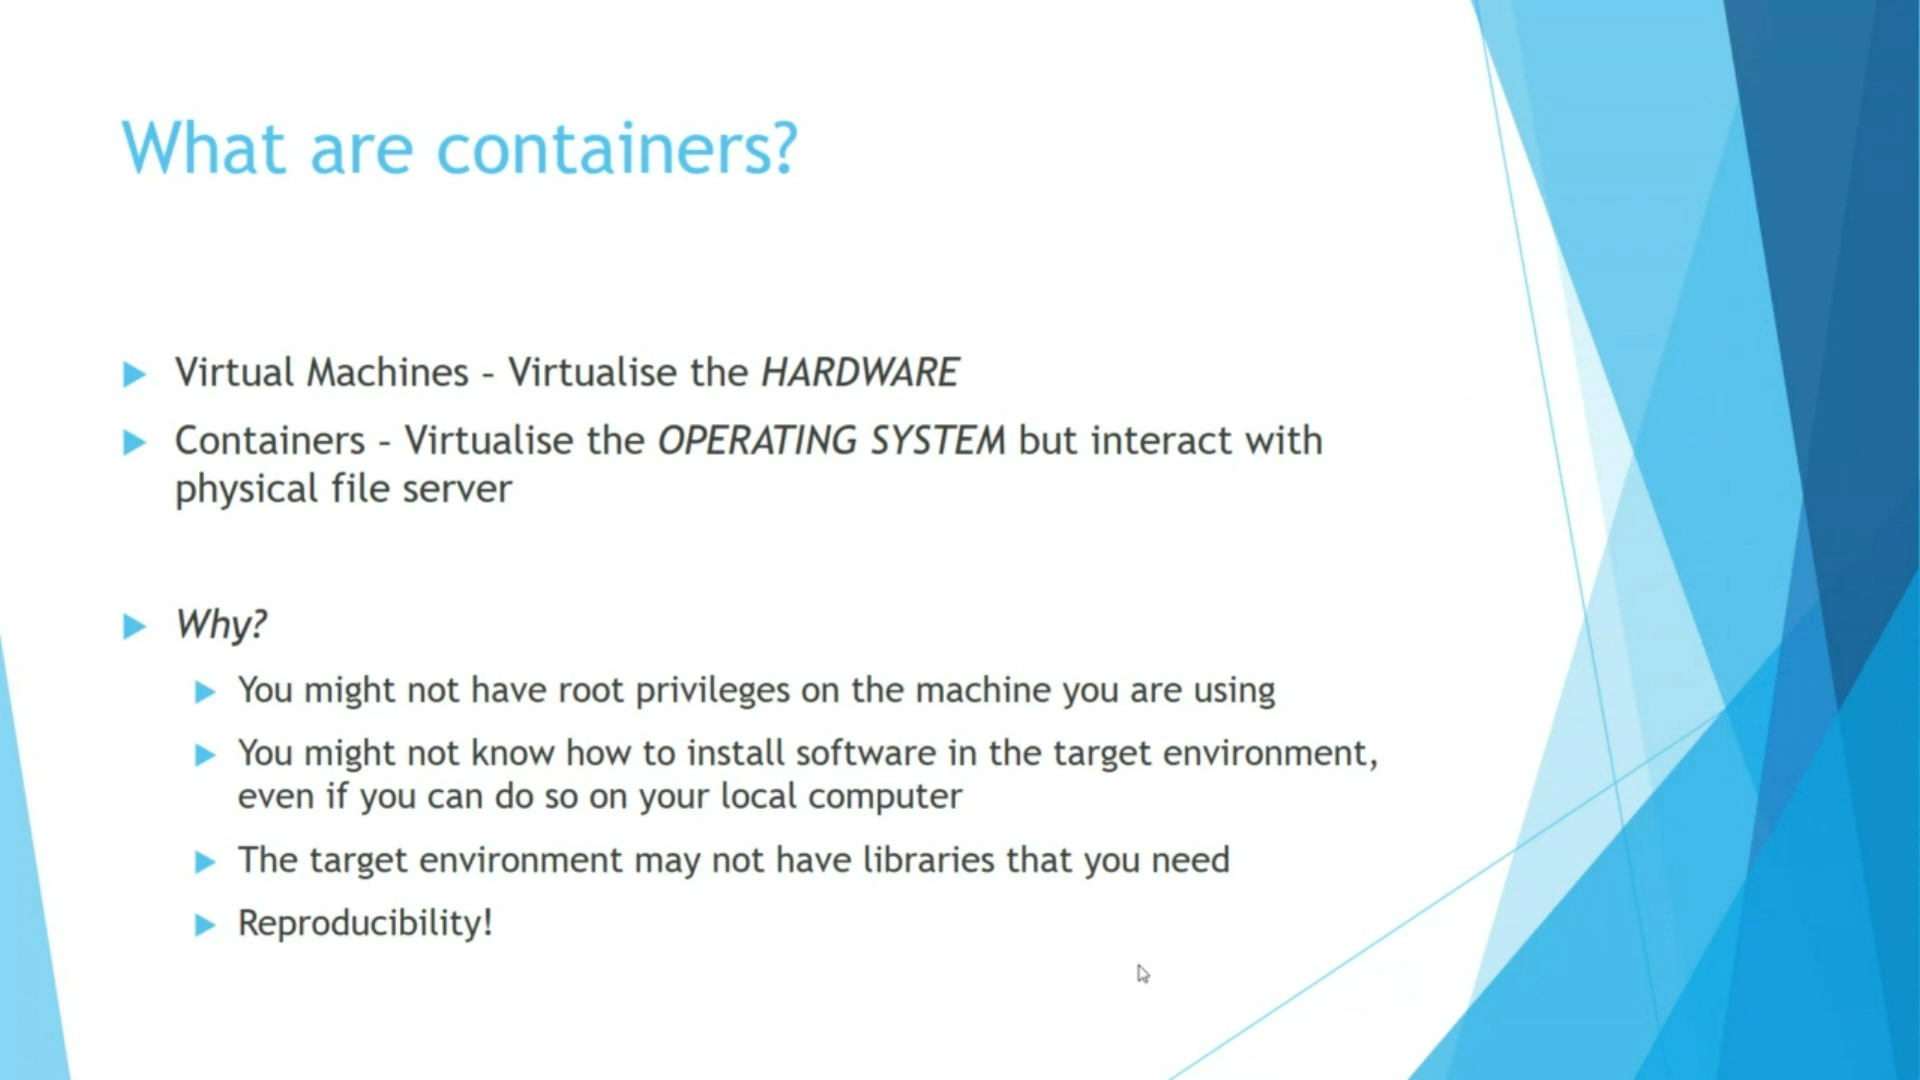 What are containers?
Virtual Machines – Virtualise the HARDWARE
Containers – Virtualise the OPERATING SYSTEM but interact with
physical file server
Why?
You might not have root privileges on the machine you are using
You might not know how to install software in the target environment,
even if you can do so on your local computer
The target environment may not have libraries that you need
Reproducibility!